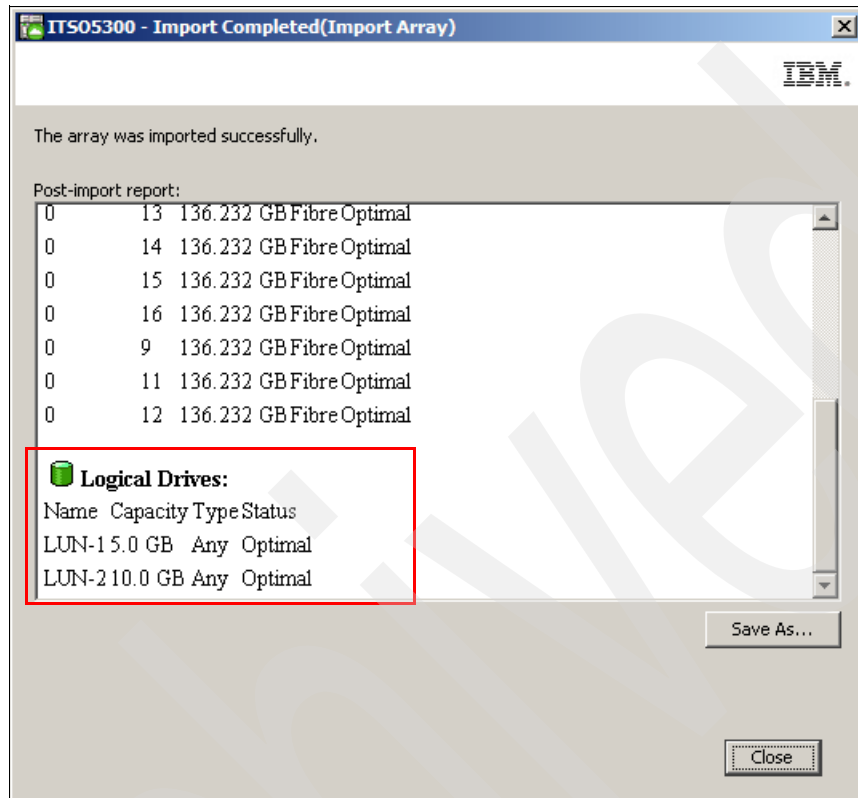 ITSO5300 - Import Completed(Import Array)
IBM.
The array was imported successfully.
Post-import report:
0 13 136.232 GB Fibre Optimal
0 14 136.232 GB Fibre Optimal
0 15 136.232 GB Fibre Optimal
0 16 136.232 GB Fibre Optimal
0 9 136.232 GB Fibre Optimal
0 11 136.232 GB Fibre Optimal
0 12 136.232 GB Fibre Optimal
Logical Drives:
Name Capacity Type Status
LUN-1 5.0 GB Any Optimal
LUN-2 10.0 GB Any Optimal
Save As...
Close